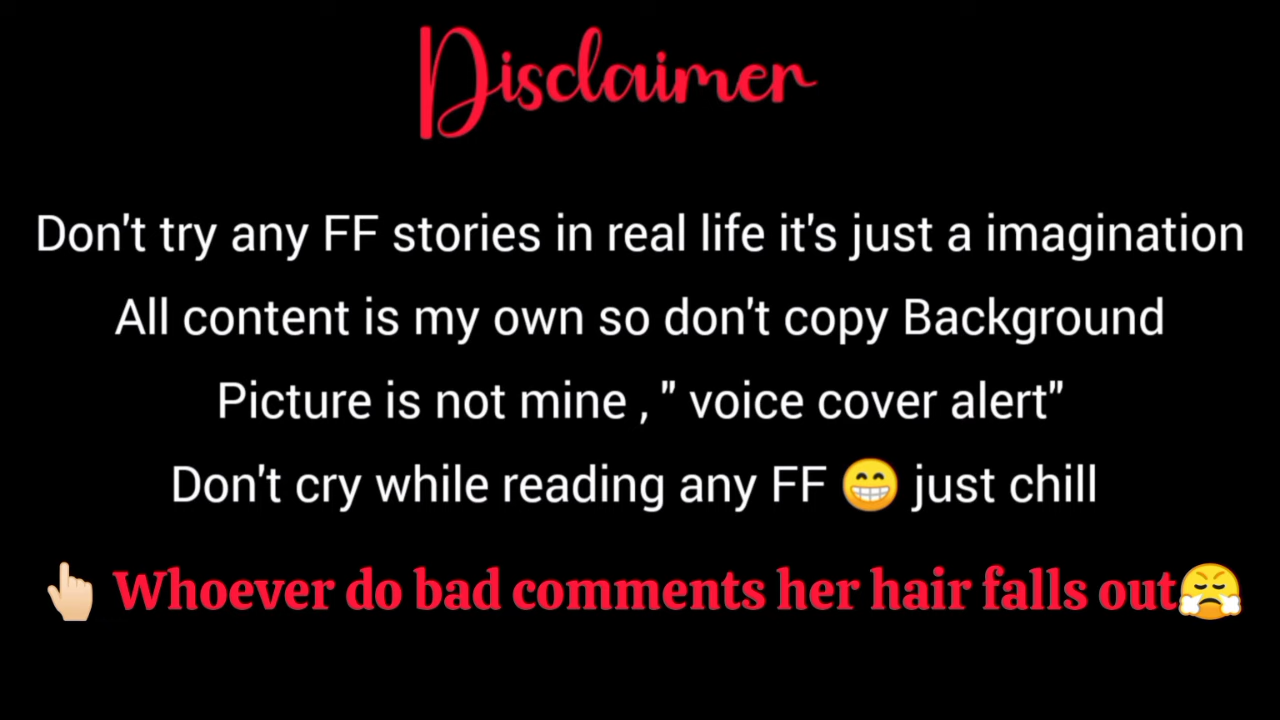 Disclaimer
Don't try any FF stories in real life it's just a imagination
All content is my own so don't copy Background
Picture is not mine , " voice cover alert"
Don't cry while reading any FF 😁 just chill
👆🏻 Whoever do bad comments her hair falls out😤